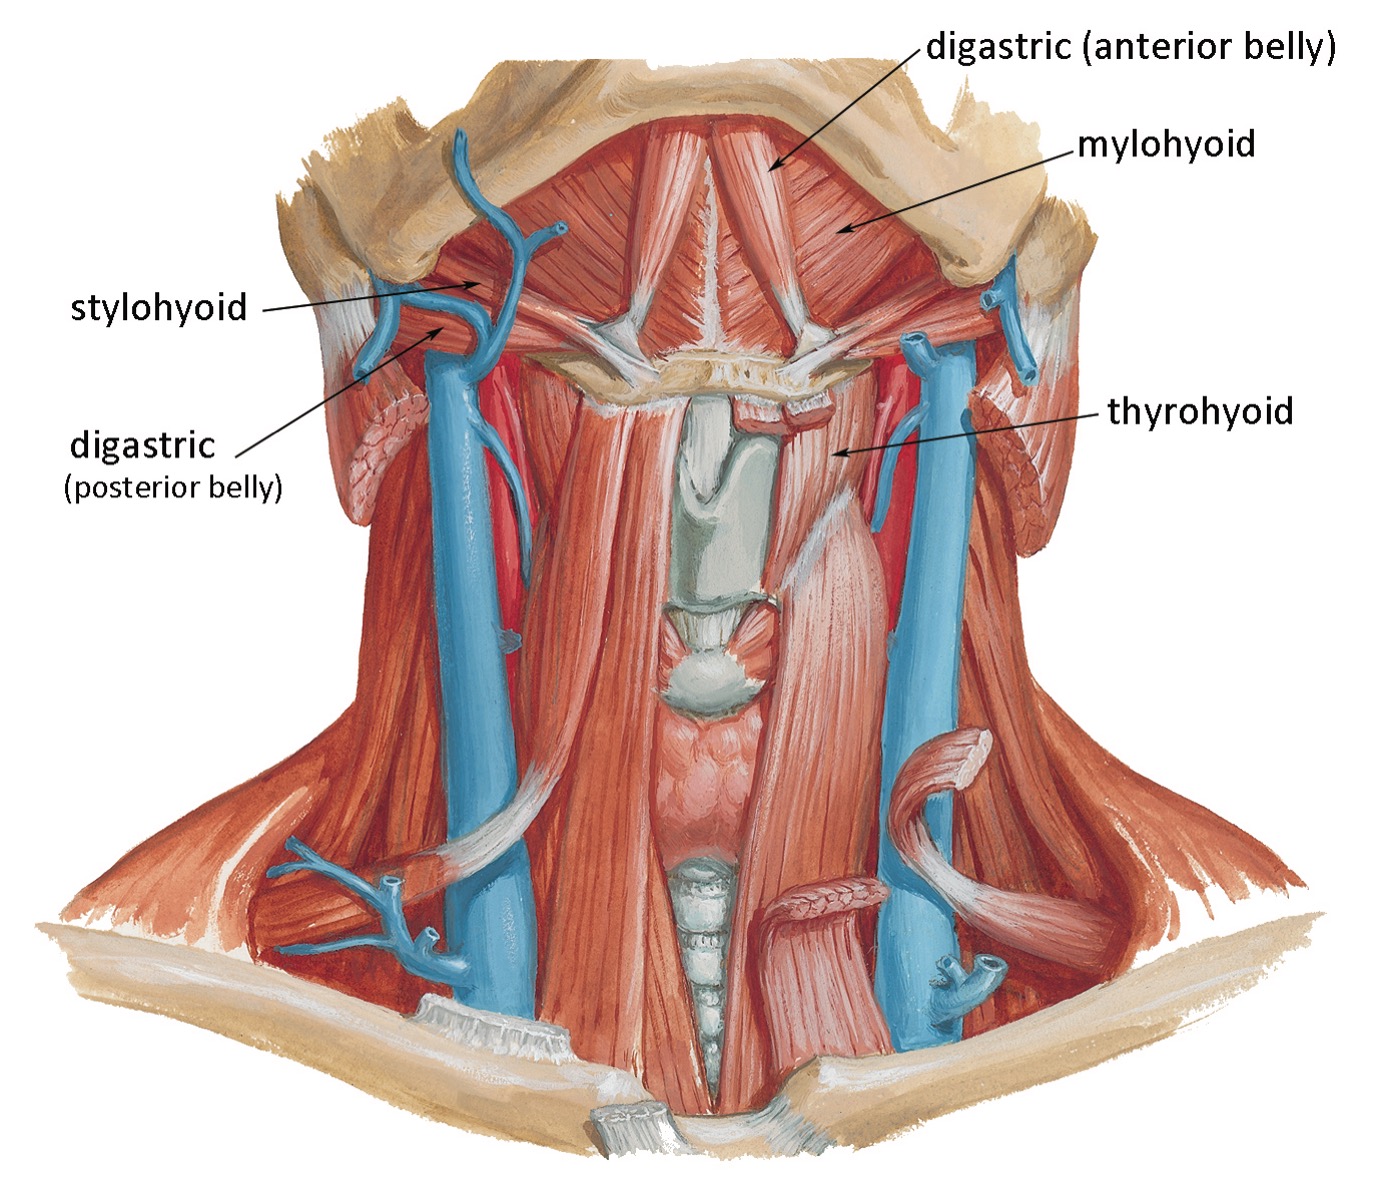 digastric (anterior belly)
mylohyoid
stylohyoid
thyrohyoid
digastric
(posterior belly)